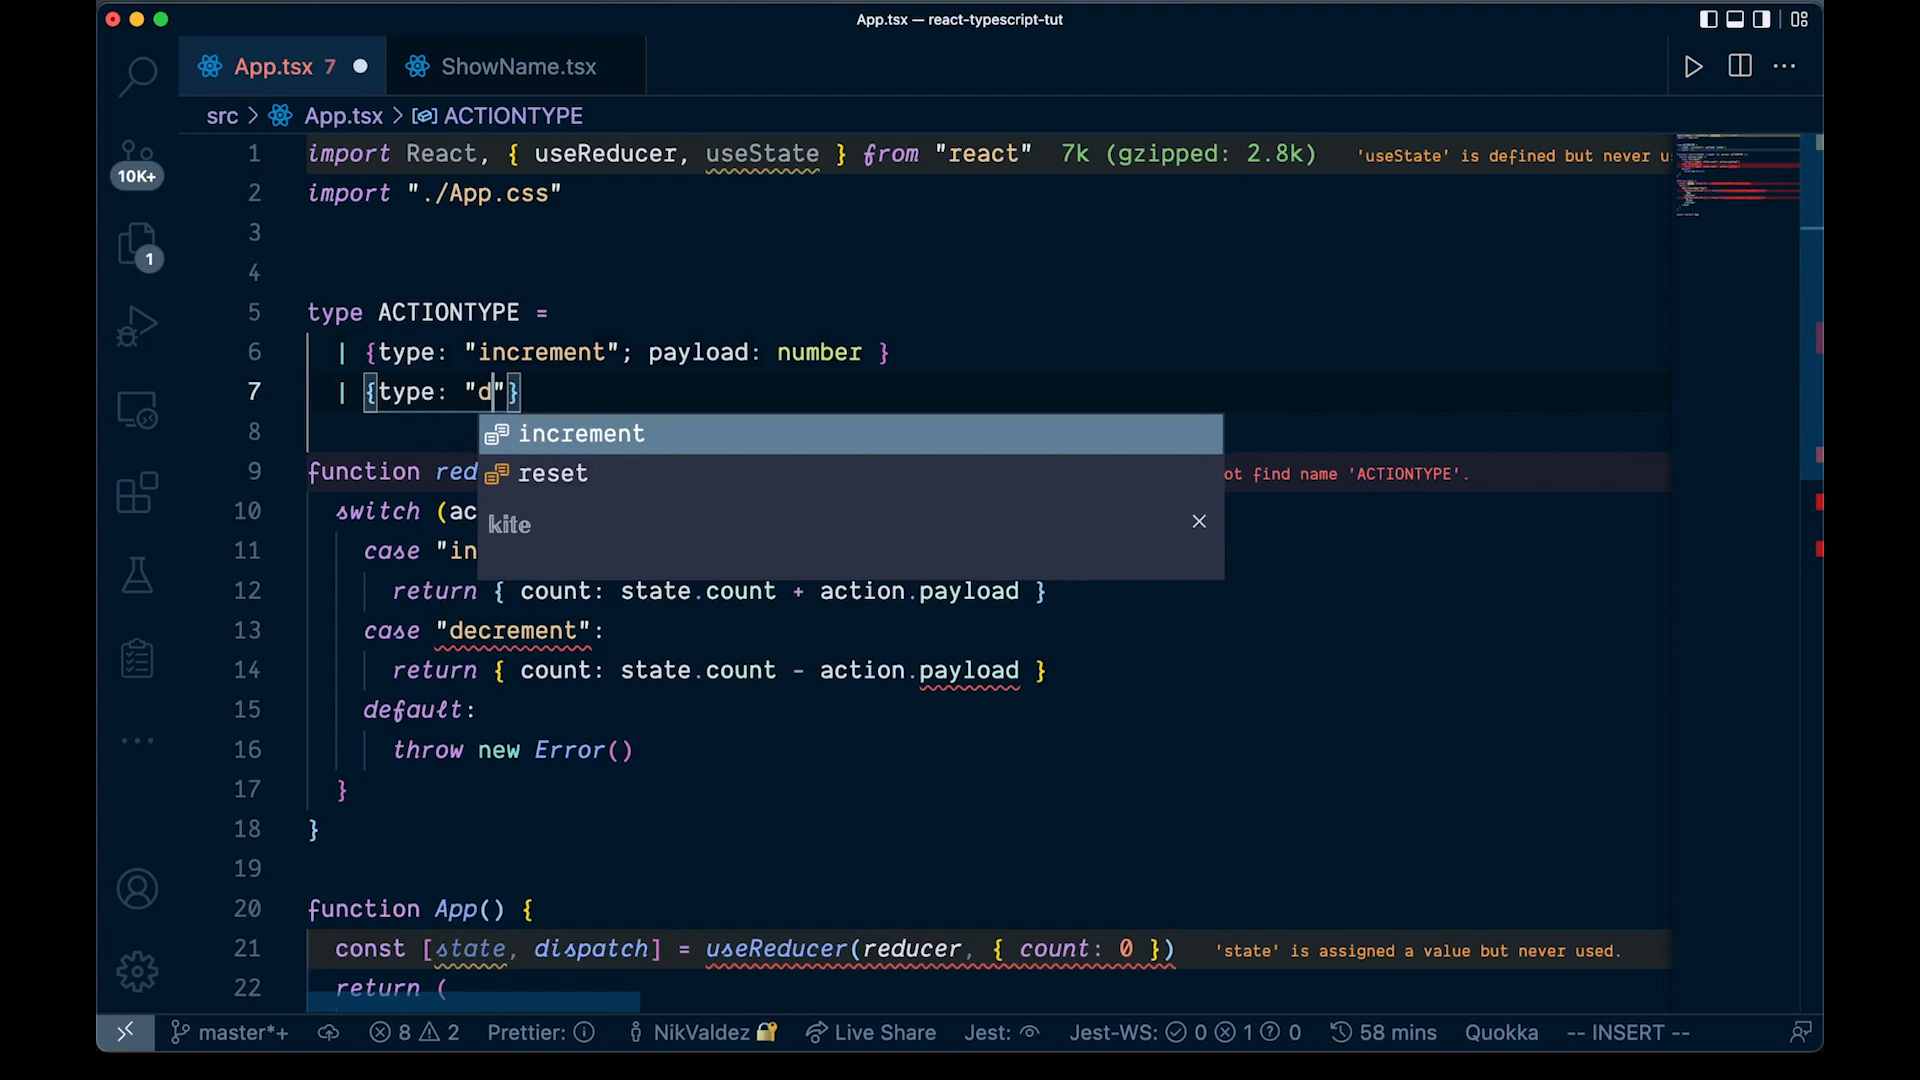 App.tsx — react-typescript-tut
App.tsx 7
ShowName.tsx
src > App.tsx > ACTIONTYPE
1 import React, { useReducer, useState } from "react" 7k (gzipped: 2.8k) 'useState' is defined but never u
2 import "./App.css"
3
4
5 type ACTIONTYPE =
6 | {type: "increment"; payload: number }
7 | {type: "d"}
increment
8
9 function red
reset
ot find name 'ACTIONTYPE'.
10 switch (ac
kite
11 case "in
12 return { count: state.count + action.payload }
13 case "decrement":
14 return { count: state.count - action.payload }
15 default:
16 throw new Error()
17 }
18 }
19
20 function App() {
21 const [state, dispatch] = useReducer(reducer, { count: 0 }) 'state' is assigned a value but never used.
22 return (
10K+
1
master*+ 8 2 Prettier: NikValdez Live Share Jest: Jest-WS: 0 1 0 58 mins Quokka -- INSERT --